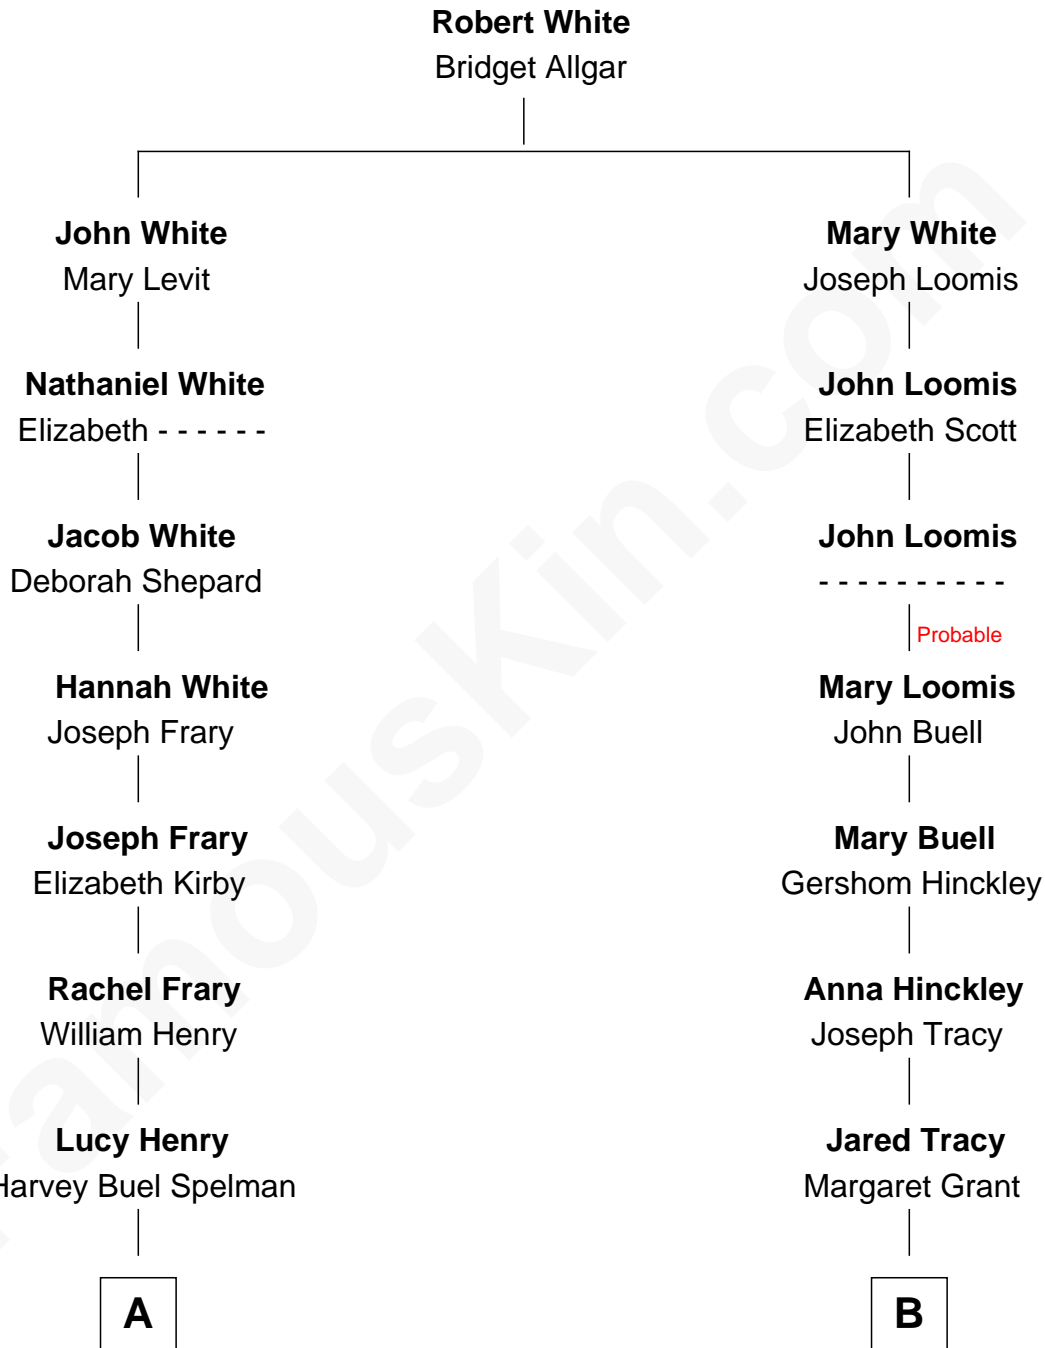 Robert White
Bridget Allgar
John White
Mary Levit
Mary White
Joseph Loomis
Nathaniel White
Elizabeth - - - - - -
John Loomis
Elizabeth Scott
Jacob White
Deborah Shepard
John Loomis
- - - - - - - - - -
Probable
Hannah White
Joseph Frary
Mary Loomis
John Buell
Joseph Frary
Elizabeth Kirby
Mary Buell
Gershom Hinckley
Rachel Frary
William Henry
Anna Hinckley
Joseph Tracy
Lucy Henry
Harvey Buel Spelman
Jared Tracy
Margaret Grant
A
B
FamousKin.com